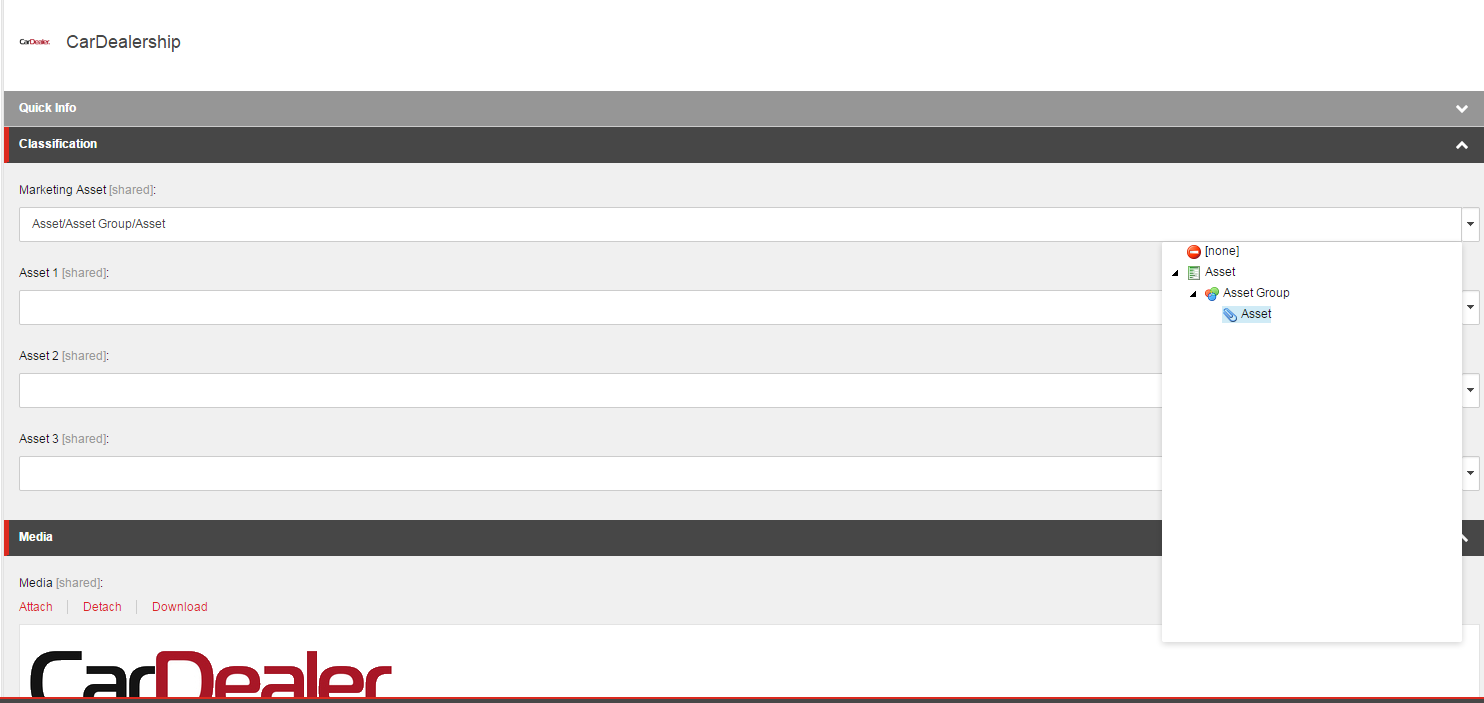 CarDealer.
CarDealership
Quick Info
Classification
Marketing Asset [shared]:
Asset/Asset Group/Asset
[none]
Asset
Asset Group
Asset
Asset 1 [shared]:
Asset 2 [shared]:
Asset 3 [shared]:
Media
Media [shared]:
Attach Detach Download
CarDealer